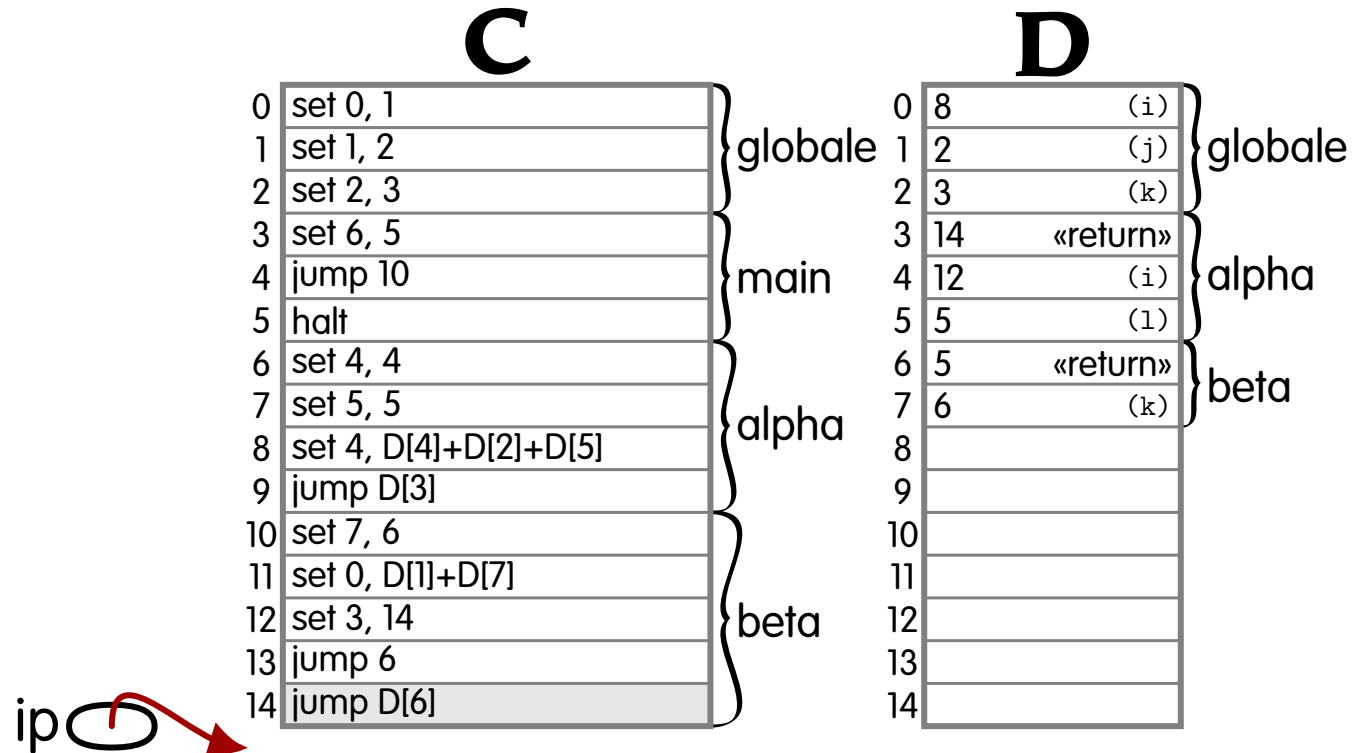 C D
0 set 0, 1 0 8 (i)
1 set 1, 2 globale 1 2 (j) globale
2 set 2, 3 2 3 (k)
3 set 6, 5 3 14 «return»
4 jump 10 main 4 12 (i) alpha
5 halt 5 5 (l)
6 set 4, 4 6 5 «return»
7 set 5, 5 alpha 7 6 (k) beta
8 set 4, D[4]+D[2]+D[5] 8
9 jump D[3] 9
10 set 7, 6 10
11 set 0, D[1]+D[7] 11
12 set 3, 14 beta 12
13 jump 6 13
ip 14 jump D[6] 14